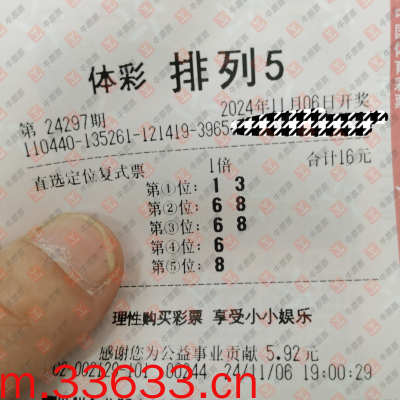 体彩 排列5
第 24297期 2024年11月06日开奖
110440-135261-121419-3965
直选定位复式票 1倍 合计16元
第①位: 1 3
第②位: 6 8
第③位: 6 8
第④位: 6
第⑤位: 8
理性购买彩票 享受小小娱乐
感谢您为公益事业贡献 5.92元
24/11/06 19:00:29
m.33633.cn